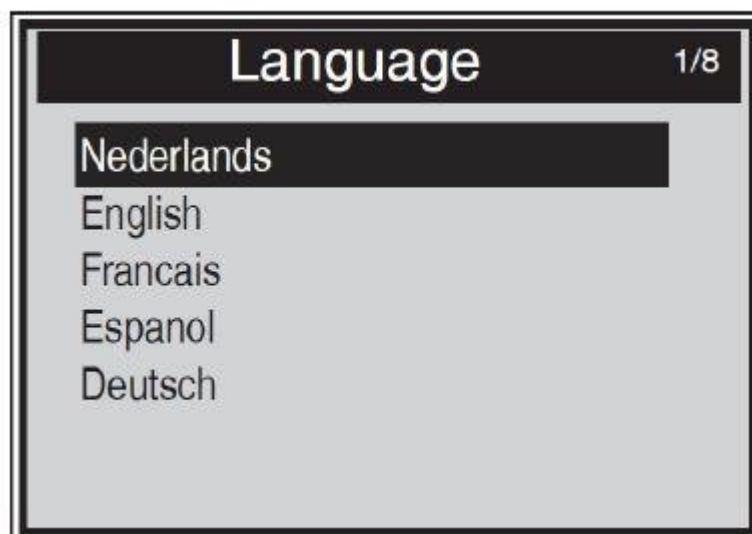 Language 1/8
Nederlands
English
Francais
Espanol
Deutsch